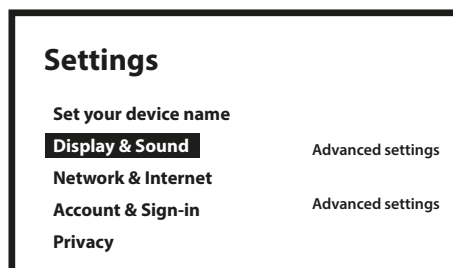 Settings
Set your device name
Display & Sound
Advanced settings
Network & Internet
Account & Sign-in
Advanced settings
Privacy